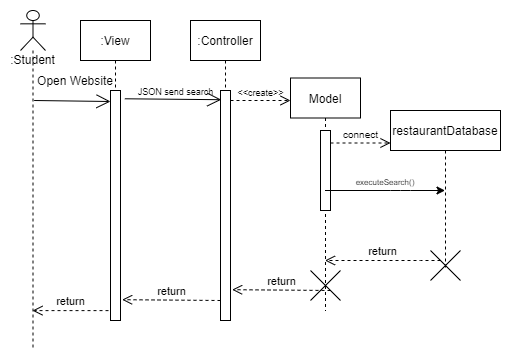 :Student
:View
:Controller
Open Website
JSON send search
<<create>>
Model
connect
restaurantDatabase
executeSearch()
return
return
return
return